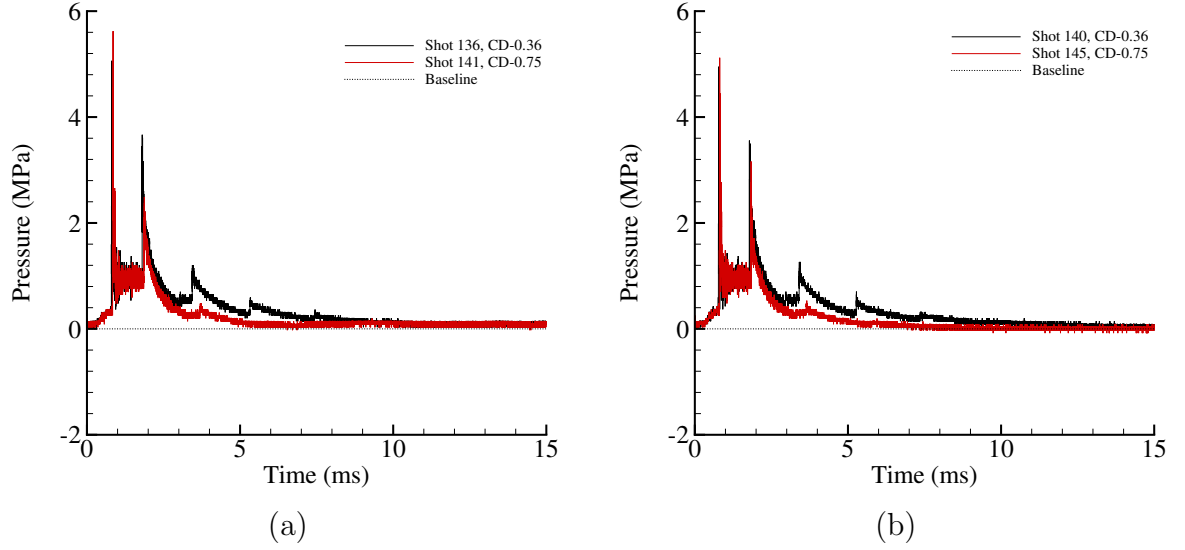 6
4
2
0
-2
Pressure (MPa)
Shot 136, CD-0.36
Shot 141, CD-0.75
Baseline
0 5 10 15
Time (ms)
(a)
6
4
2
0
-2
Pressure (MPa)
Shot 140, CD-0.36
Shot 145, CD-0.75
Baseline
0 5 10 15
Time (ms)
(b)